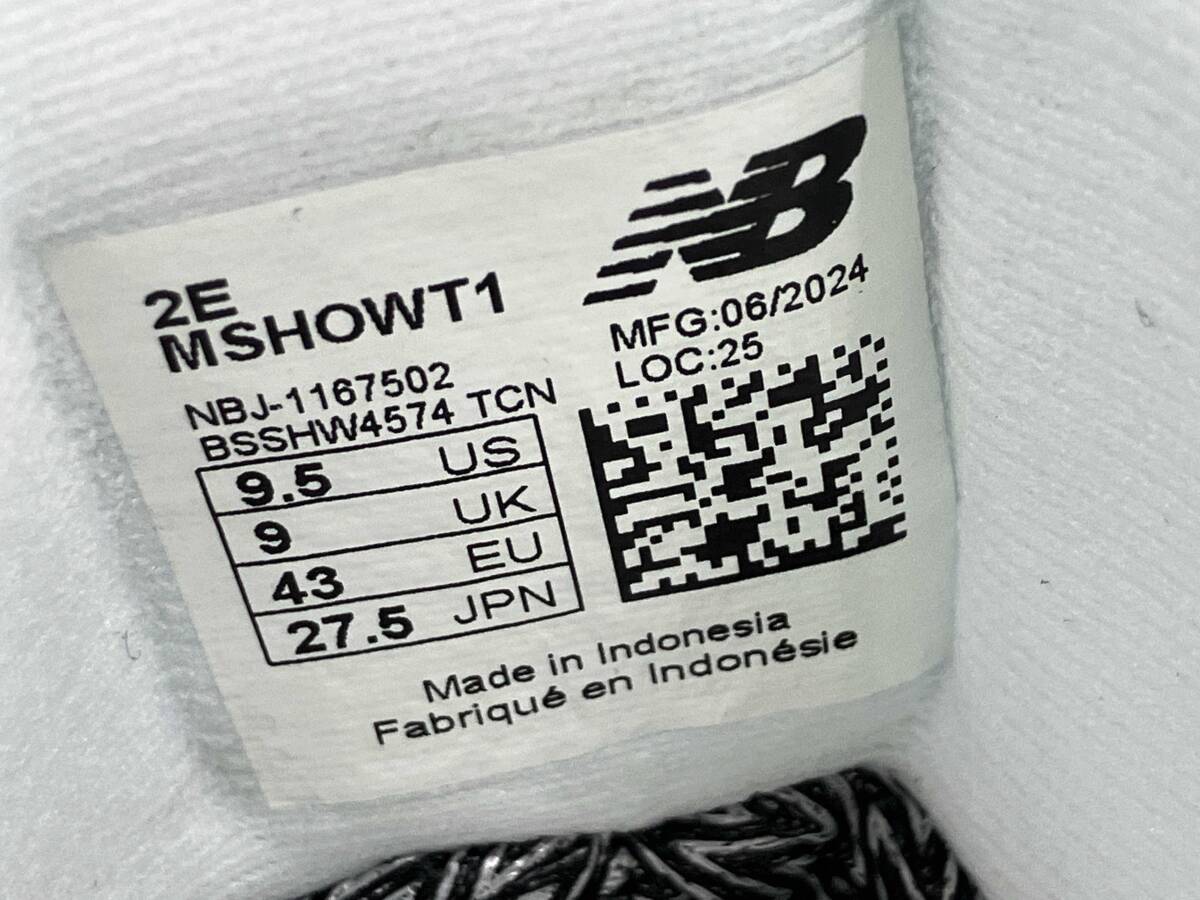 NB
2E
MSHOWT1
MFG:06/2024
LOC:25
NBJ-1167502
BSSHW4574 TCN
9.5 US
9 UK
43 EU
27.5 JPN
Made in Indonesia
Fabriqué en Indonésie